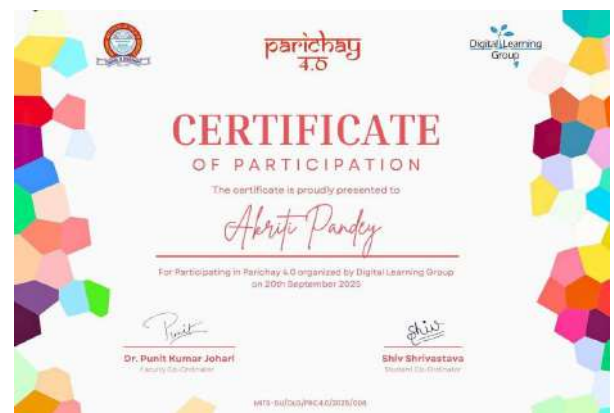 parichay
4.0
Digital Learning
Group
CERTIFICATE
OF PARTICIPATION
The certificate is proudly presented to
Akriti Pandey
For Participating in Parichay 4.0 organized by Digital Learning Group
on 20th September 2025
Punit
Shiv
Dr. Punit Kumar Johari
Shiv Shrivastava
Faculty Co-Ordinator
Student Co-Ordinator